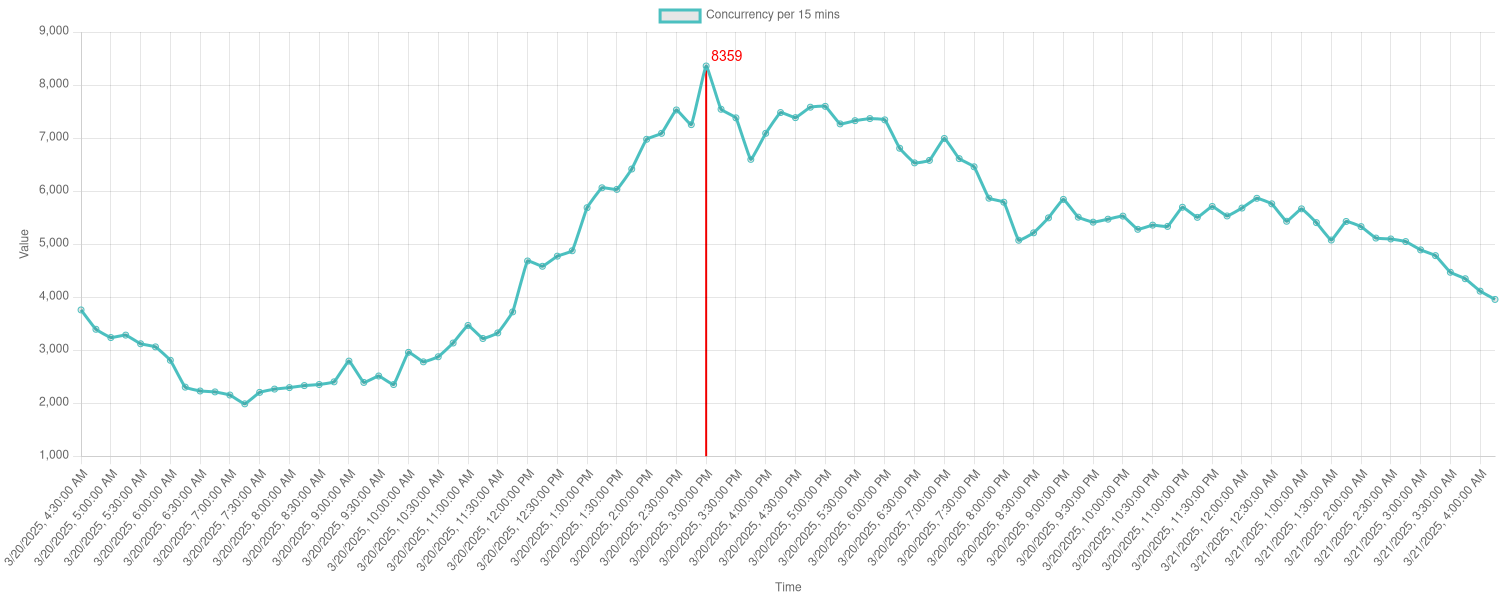 Concurrency per 15 mins
9,000
8,000
7,000
6,000
5,000
4,000
3,000
2,000
1,000
Value
8359
3/20/2025, 4:30:00 AM
3/20/2025, 5:00:00 AM
3/20/2025, 5:30:00 AM
3/20/2025, 6:00:00 AM
3/20/2025, 6:30:00 AM
3/20/2025, 7:00:00 AM
3/20/2025, 7:30:00 AM
3/20/2025, 8:00:00 AM
3/20/2025, 8:30:00 AM
3/20/2025, 9:00:00 AM
3/20/2025, 9:30:00 AM
3/20/2025, 10:00:00 AM
3/20/2025, 10:30:00 AM
3/20/2025, 11:00:00 AM
3/20/2025, 11:30:00 AM
3/20/2025, 12:00:00 PM
3/20/2025, 12:30:00 PM
3/20/2025, 1:00:00 PM
3/20/2025, 1:30:00 PM
3/20/2025, 2:00:00 PM
3/20/2025, 2:30:00 PM
3/20/2025, 3:00:00 PM
3/20/2025, 3:30:00 PM
3/20/2025, 4:00:00 PM
3/20/2025, 4:30:00 PM
3/20/2025, 5:00:00 PM
3/20/2025, 5:30:00 PM
3/20/2025, 6:00:00 PM
3/20/2025, 6:30:00 PM
3/20/2025, 7:00:00 PM
3/20/2025, 7:30:00 PM
3/20/2025, 8:00:00 PM
3/20/2025, 8:30:00 PM
3/20/2025, 9:00:00 PM
3/20/2025, 9:30:00 PM
3/20/2025, 10:00:00 PM
3/20/2025, 10:30:00 PM
3/20/2025, 11:00:00 PM
3/20/2025, 11:30:00 PM
3/21/2025, 12:00:00 AM
3/21/2025, 12:30:00 AM
3/21/2025, 1:00:00 AM
3/21/2025, 1:30:00 AM
3/21/2025, 2:00:00 AM
3/21/2025, 2:30:00 AM
3/21/2025, 3:00:00 AM
3/21/2025, 3:30:00 AM
3/21/2025, 4:00:00 AM
Time